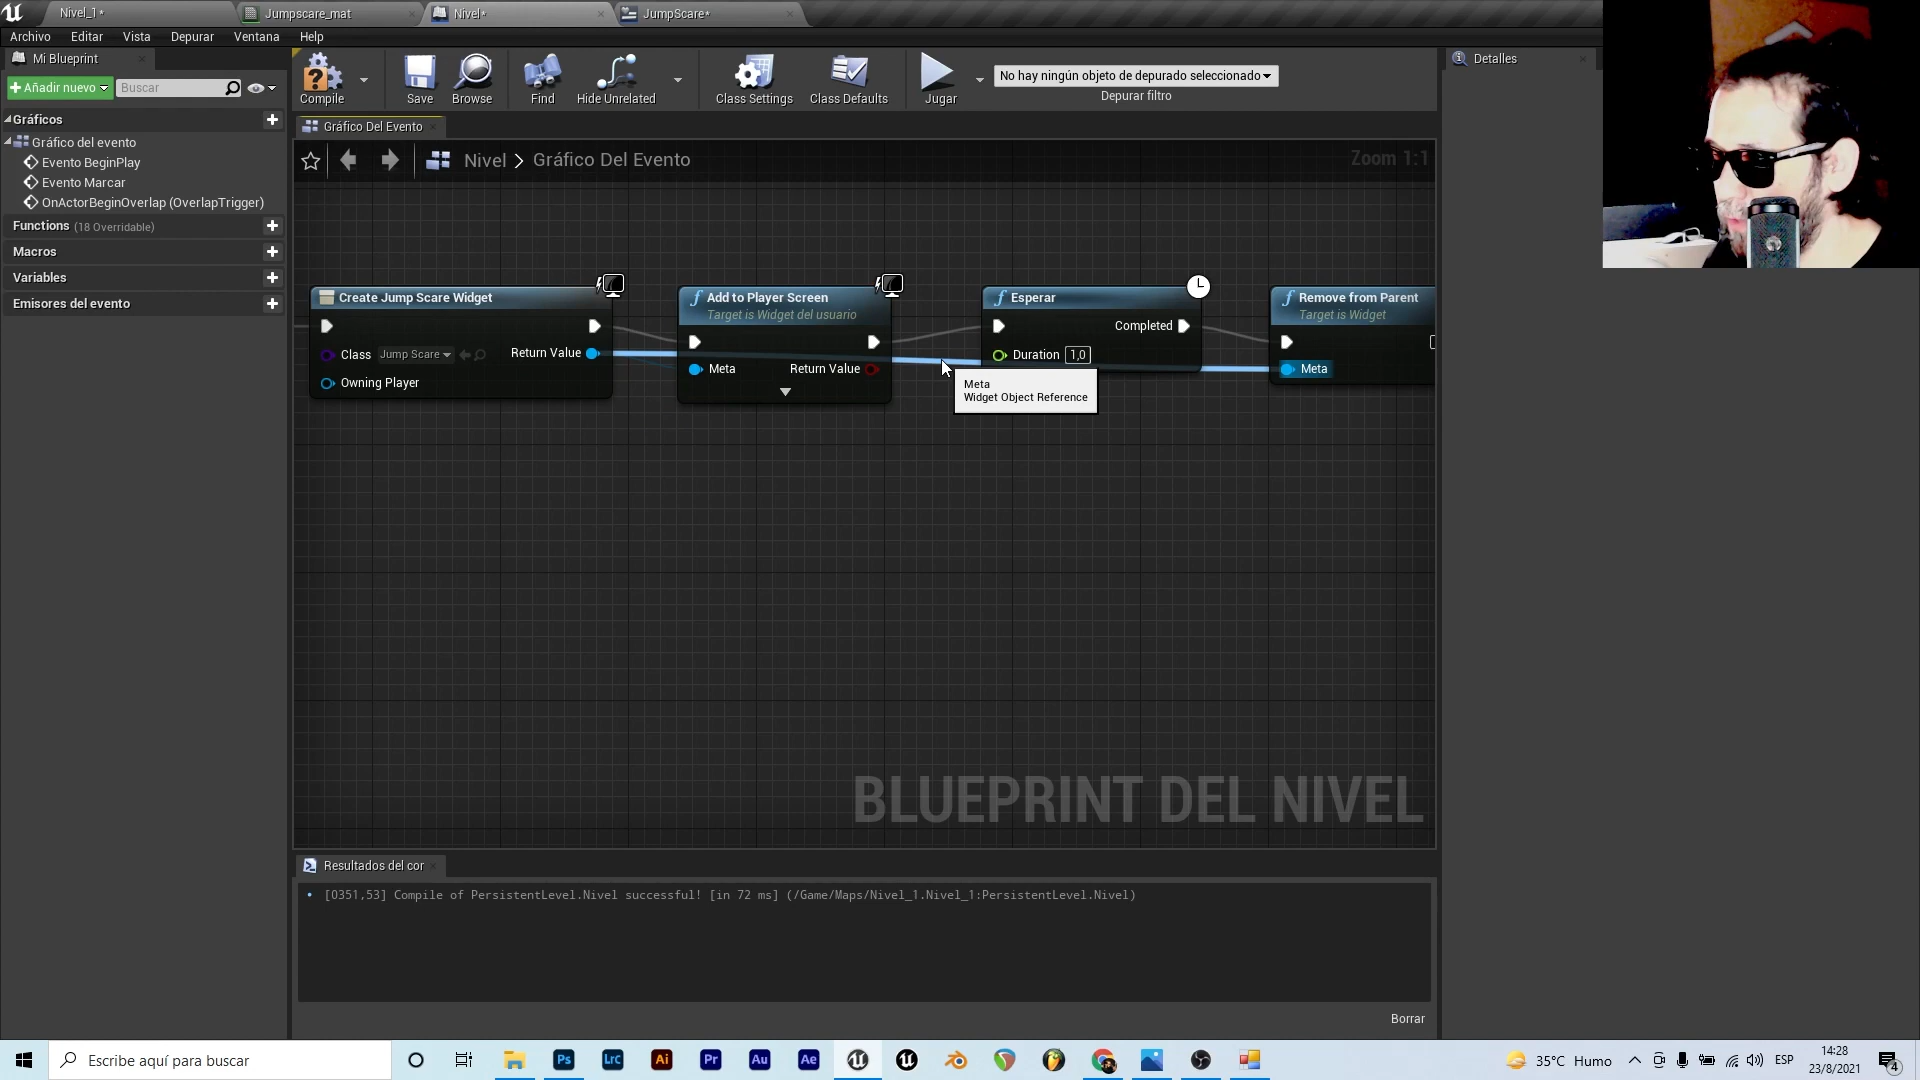 Nivel_1*
Jumpscare_mat
Nivel*
JumpScare*
Archivo Editar Vista Depurar Ventana Help
Mi Blueprint
Añadir nuevo
Buscar
Compile
Save
Browse
Find
Hide Unrelated
Class Settings
Class Defaults
Jugar
No hay ningún objeto de depurado seleccionado
Depurar filtro
Detalles
Gráficos
Gráfico del evento
Evento BeginPlay
Evento Marcar
OnActorBeginOverlap (OverlapTrigger)
Functions (18 Overridable)
Macros
Variables
Emisores del evento
Gráfico Del Evento
Nivel > Gráfico Del Evento
Zoom 1:1
Create Jump Scare Widget
Class Jump Scare
Return Value
Owning Player
Add to Player Screen
Target is Widget del usuario
Meta
Return Value
Esperar
Completed
Duration 1,0
Remove from Parent
Target is Widget
Meta
Meta
Widget Object Reference
BLUEPRINT DEL NIVEL
Resultados del cor
[0351,53] Compile of PersistentLevel.Nivel successful! [in 72 ms] (/Game/Maps/Nivel_1.Nivel_1:PersistentLevel.Nivel)
Borrar
Escribe aquí para buscar
Ps
Lrc
Ai
Pr
Au
Ae
35°C Humo
ESP
14:28
23/8/2021
4